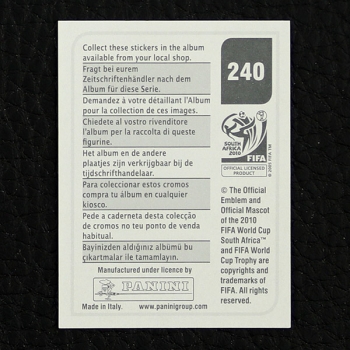 Collect these stickers in the album
available from your local shop.
Fragt bei eurem
Zeitschriftenhändler nach dem
Album für diese Serie.
Demandez à votre détaillant l'Album
pour la collection de ces images.
Chiedete al vostro rivenditore
l'album per la raccolta di queste
figurine.
Het album en de andere
plaatjes zijn verkrijgbaar bij de
tijdschrifthandelaar.
Para coleccionar estos cromos
compra tu álbum en cualquier
kiosco.
Pede a caderneta desta colecção
de cromos no teu ponto de venda
habitual.
Bayinizden aldığınız albümü bu
çıkartmalar ile tamamlayın.
Manufactured under licence by
PANINI
Made in Italy. www.paninigroup.com
240
SOUTH AFRICA
2010
FIFA
OFFICIAL LICENSED
PRODUCT
© The Official
Emblem and
Official Mascot
of the 2010
FIFA World Cup
South Africa™
and FIFA World
Cup Trophy are
copyrights and
trademarks of
FIFA. All rights
reserved.